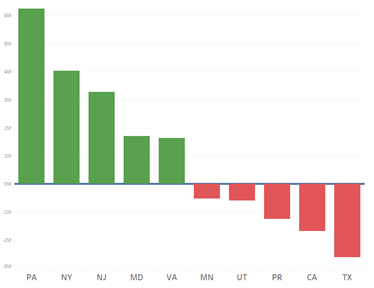 6M
5M
4M
3M
2M
1M
0M
-1M
-2M
-3M
PA NY NJ MD VA MN UT PR CA TX